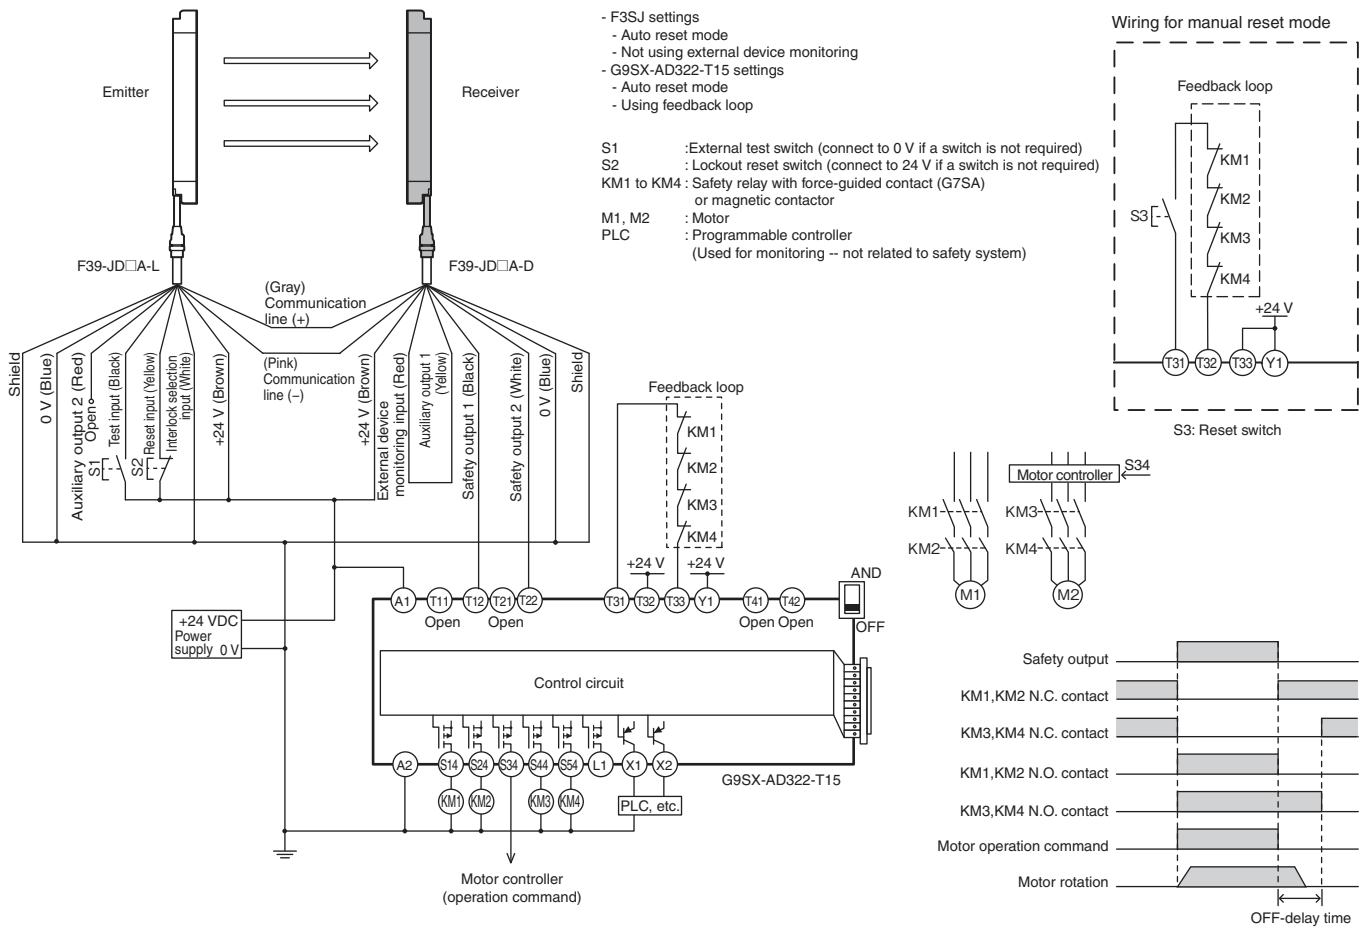 - F3SJ settings
- Auto reset mode
- Not using external device monitoring
- G9SX-AD322-T15 settings
- Auto reset mode
- Using feedback loop
S1 :External test switch (connect to 0 V if a switch is not required)
S2 : Lockout reset switch (connect to 24 V if a switch is not required)
KM1 to KM4 : Safety relay with force-guided contact (G7SA)
or magnetic contactor
M1, M2 : Motor
PLC : Programmable controller
(Used for monitoring -- not related to safety system)
Emitter
Receiver
F39-JD□A-L
F39-JD□A-D
(Gray)
Communication
line (+)
(Pink)
Communication
line (−)
Shield
0 V (Blue)
Auxiliary output 2 (Red)
Open
Test input (Black)
S1
Reset input (Yellow)
S2
Interlock selection
input (White)
+24 V (Brown)
+24 V (Brown)
External device
monitoring input (Red)
Auxiliary output 1
(Yellow)
Safety output 1 (Black)
Safety output 2 (White)
0 V (Blue)
Shield
Feedback loop
KM1
KM2
KM3
KM4
+24 V
+24 V
A1
T11
T12
T21
T22
T31
T32
T33
Y1
T41
T42
Open
Open
Open
Open
AND
OFF
+24 VDC
Power
supply 0 V
Control circuit
A2
S14
S24
S34
S44
S54
L1
X1
X2
G9SX-AD322-T15
KM1
KM2
KM3
KM4
PLC, etc.
Motor controller
(operation command)
Wiring for manual reset mode
Feedback loop
KM1
KM2
KM3
KM4
S3
+24 V
T31
T32
T33
Y1
S3: Reset switch
Motor controller
S34
KM1
KM3
KM2
KM4
M1
M2
Safety output
KM1,KM2 N.C. contact
KM3,KM4 N.C. contact
KM1,KM2 N.O. contact
KM3,KM4 N.O. contact
Motor operation command
Motor rotation
OFF-delay time